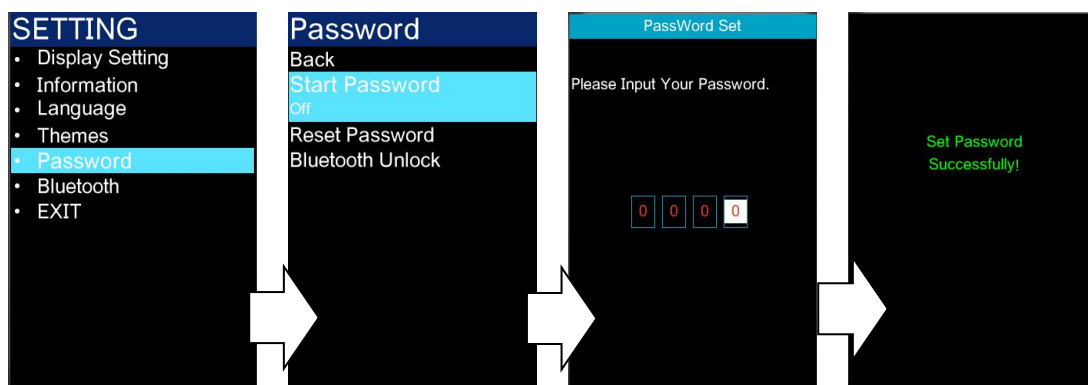 SETTING
• Display Setting
• Information
• Language
• Themes
• Password
• Bluetooth
• EXIT
Password
Back
Start Password
Off
Reset Password
Bluetooth Unlock
PassWord Set
Please Input Your Password.
0 0 0 0
Set Password
Successfully!